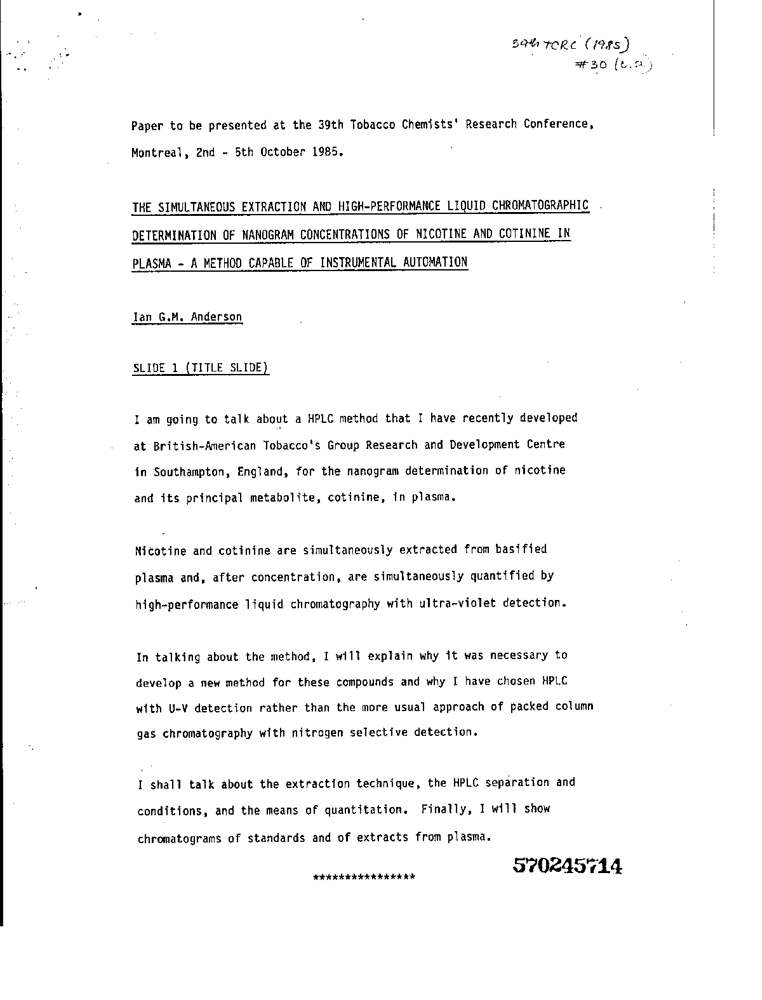 39th TCRC (1985)
#30
Paper to be presented at the 39th Tobacco Chemists' Research Conference,
Montreal, 2nd - 5th October 1985.
THE SIMULTANEOUS EXTRACTION AND HIGH-PERFORMANCE LIQUID CHROMATOGRAPHIC
DETERMINATION OF NANOGRAM CONCENTRATIONS OF NICOTINE AND COTININE IN
PLASMA - A METHOD CAPABLE OF INSTRUMENTAL AUTOMATION
Ian G.M. Anderson
SLIDE 1 (TITLE SLIDE)
I am going to talk about a HPLC method that I have recently developed
at British-American Tobacco's Group Research and Development Centre
in Southampton, England, for the nanogram determination of nicotine
and its principal metabolite, cotinine, in plasma.
Nicotine and cotinine are simultaneously extracted from basified
plasma and, after concentration, are simultaneously quantified by
high-performance liquid chromatography with ultra-violet detection.
In talking about the method, I will explain why it was necessary to
develop a new method for these compounds and why I have chosen HPLC
with U-V detection rather than the more usual approach of packed column
gas chromatography with nitrogen selective detection.
I shall talk about the extraction technique, the HPLC separation and
conditions, and the means of quantitation. Finally, I will show
chromatograms of standards and of extracts from plasma.
570245714
****************